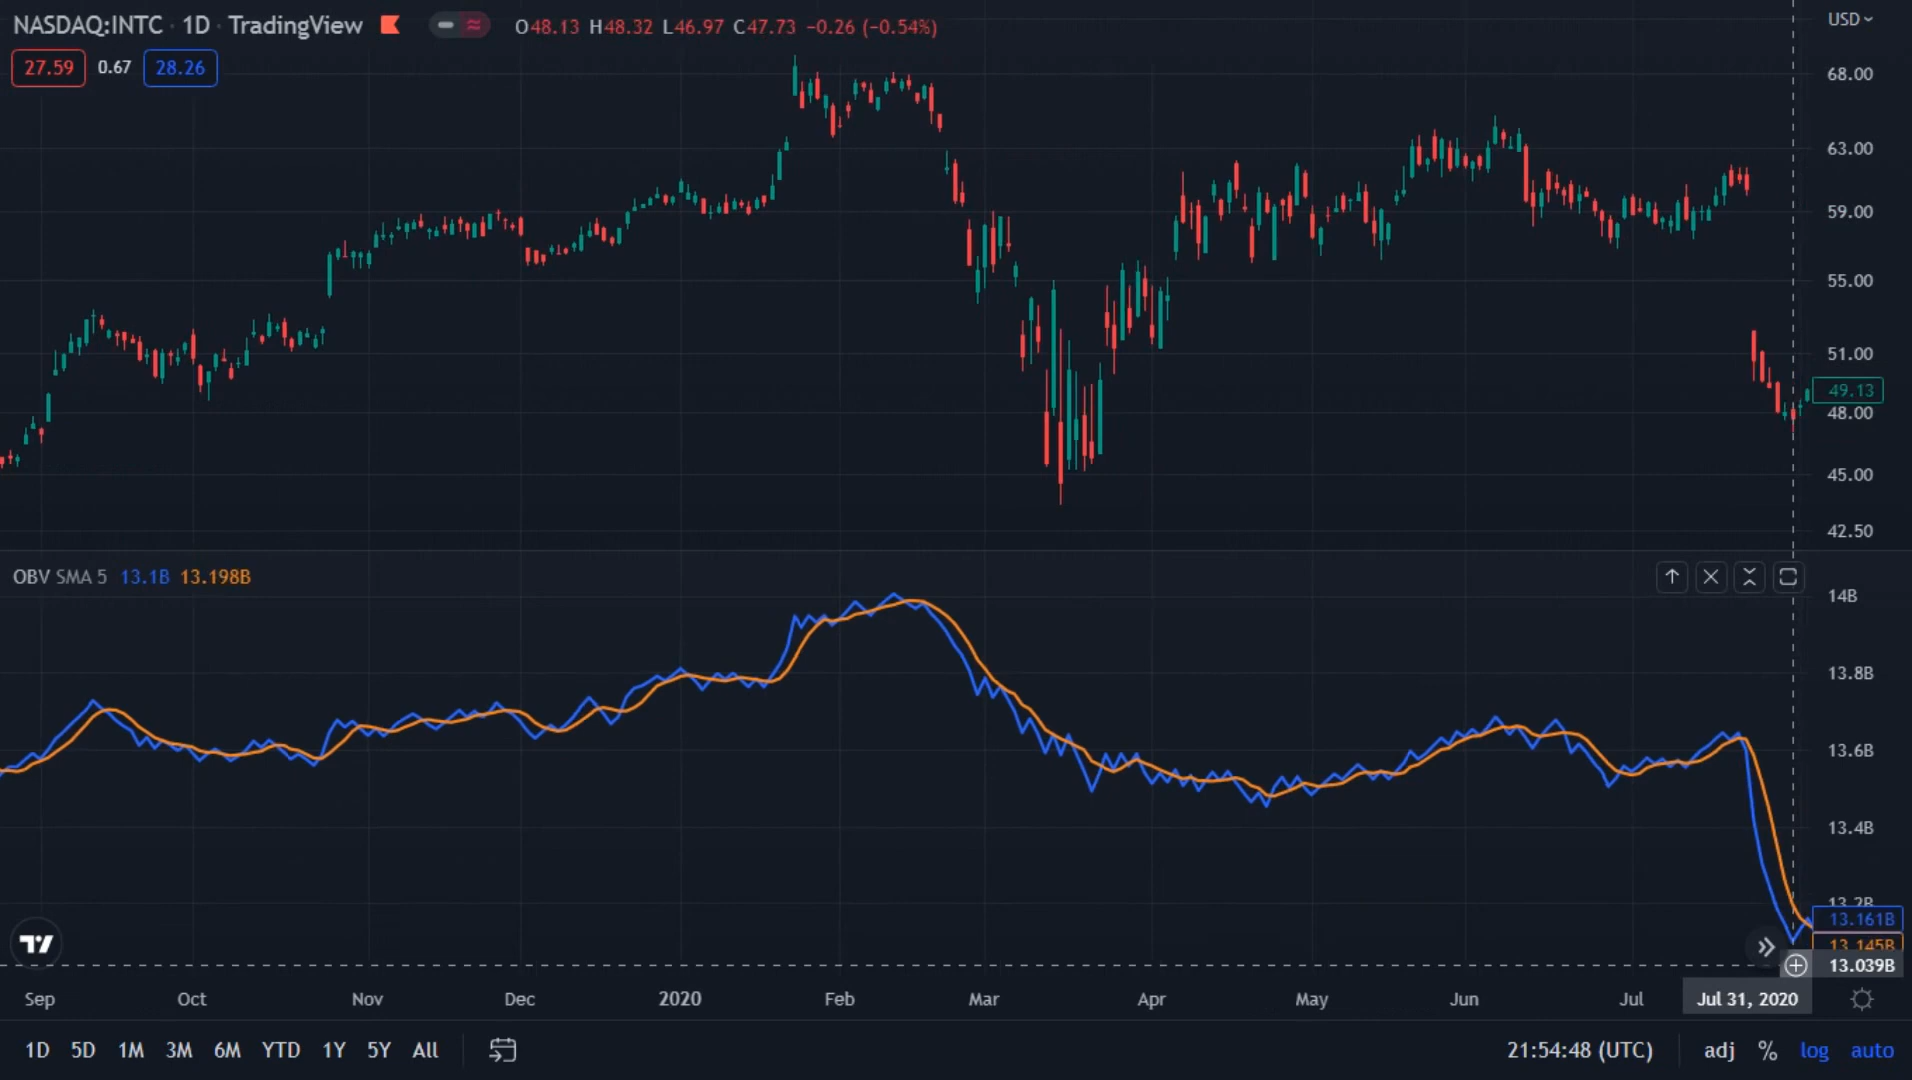 NASDAQ:INTC · 1D · TradingView O48.13 H48.32 L46.97 C47.73 −0.26 (−0.54%) USD
27.59 0.67 28.26
68.00
63.00
59.00
55.00
51.00
49.13
48.00
45.00
42.50
OBV SMA 5 13.1B 13.198B
14B
13.8B
13.6B
13.4B
13.2B
13.161B
13.145B
13.039B
Sep Oct Nov Dec 2020 Feb Mar Apr May Jun Jul Jul 31, 2020
1D 5D 1M 3M 6M YTD 1Y 5Y All 21:54:48 (UTC) adj % log auto